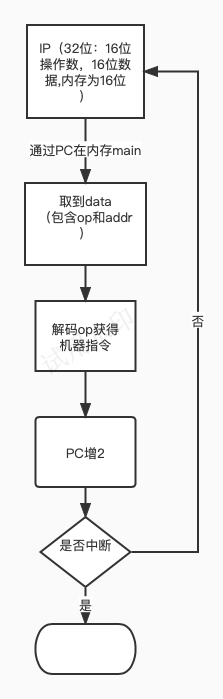 IP（32位：16位
操作数，16位数
据,内存为16位
）
通过PC在内存main
取到data
（包含op和addr
）
解码op获得
机器指令
PC增2
是否中断
否
是